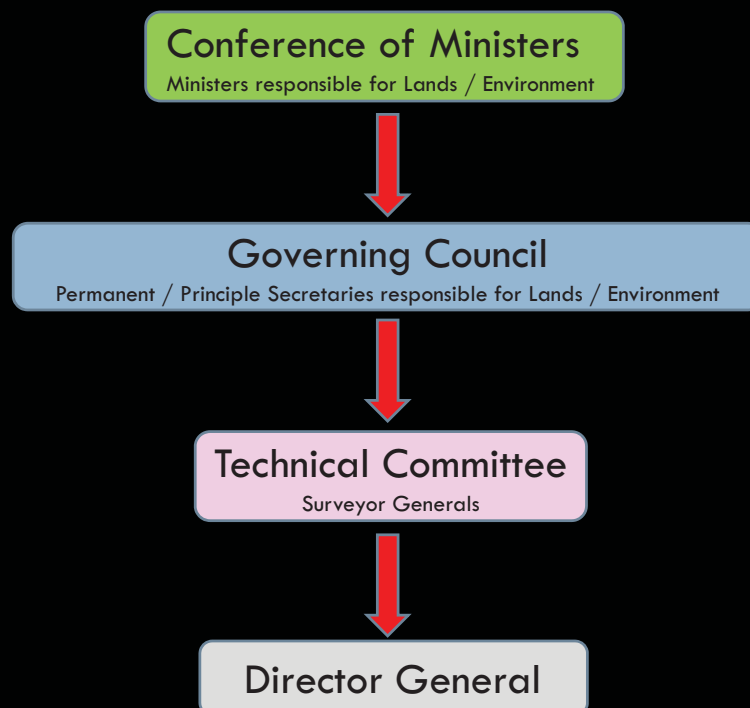 Conference of Ministers
Ministers responsible for Lands / Environment
Governing Council
Permanent / Principle Secretaries responsible for Lands / Environment
Technical Committee
Surveyor Generals
Director General